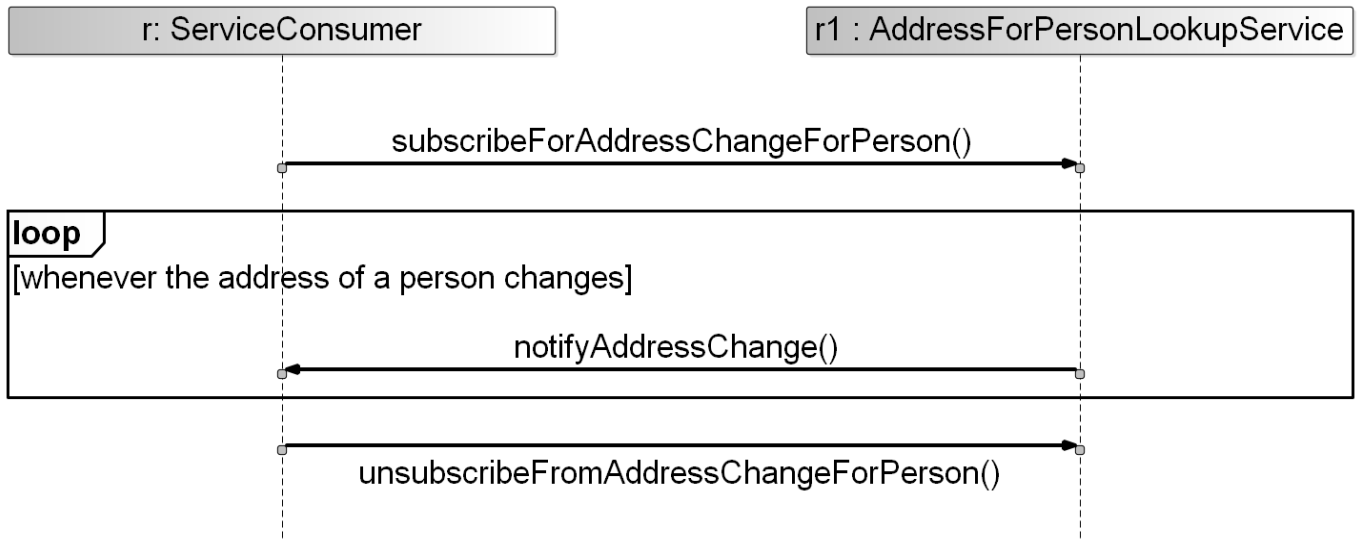 r: ServiceConsumer
r1 : AddressForPersonLookupService
subscribeForAddressChangeForPerson()
loop
[whenever the address of a person changes]
notifyAddressChange()
unsubscribeFromAddressChangeForPerson()